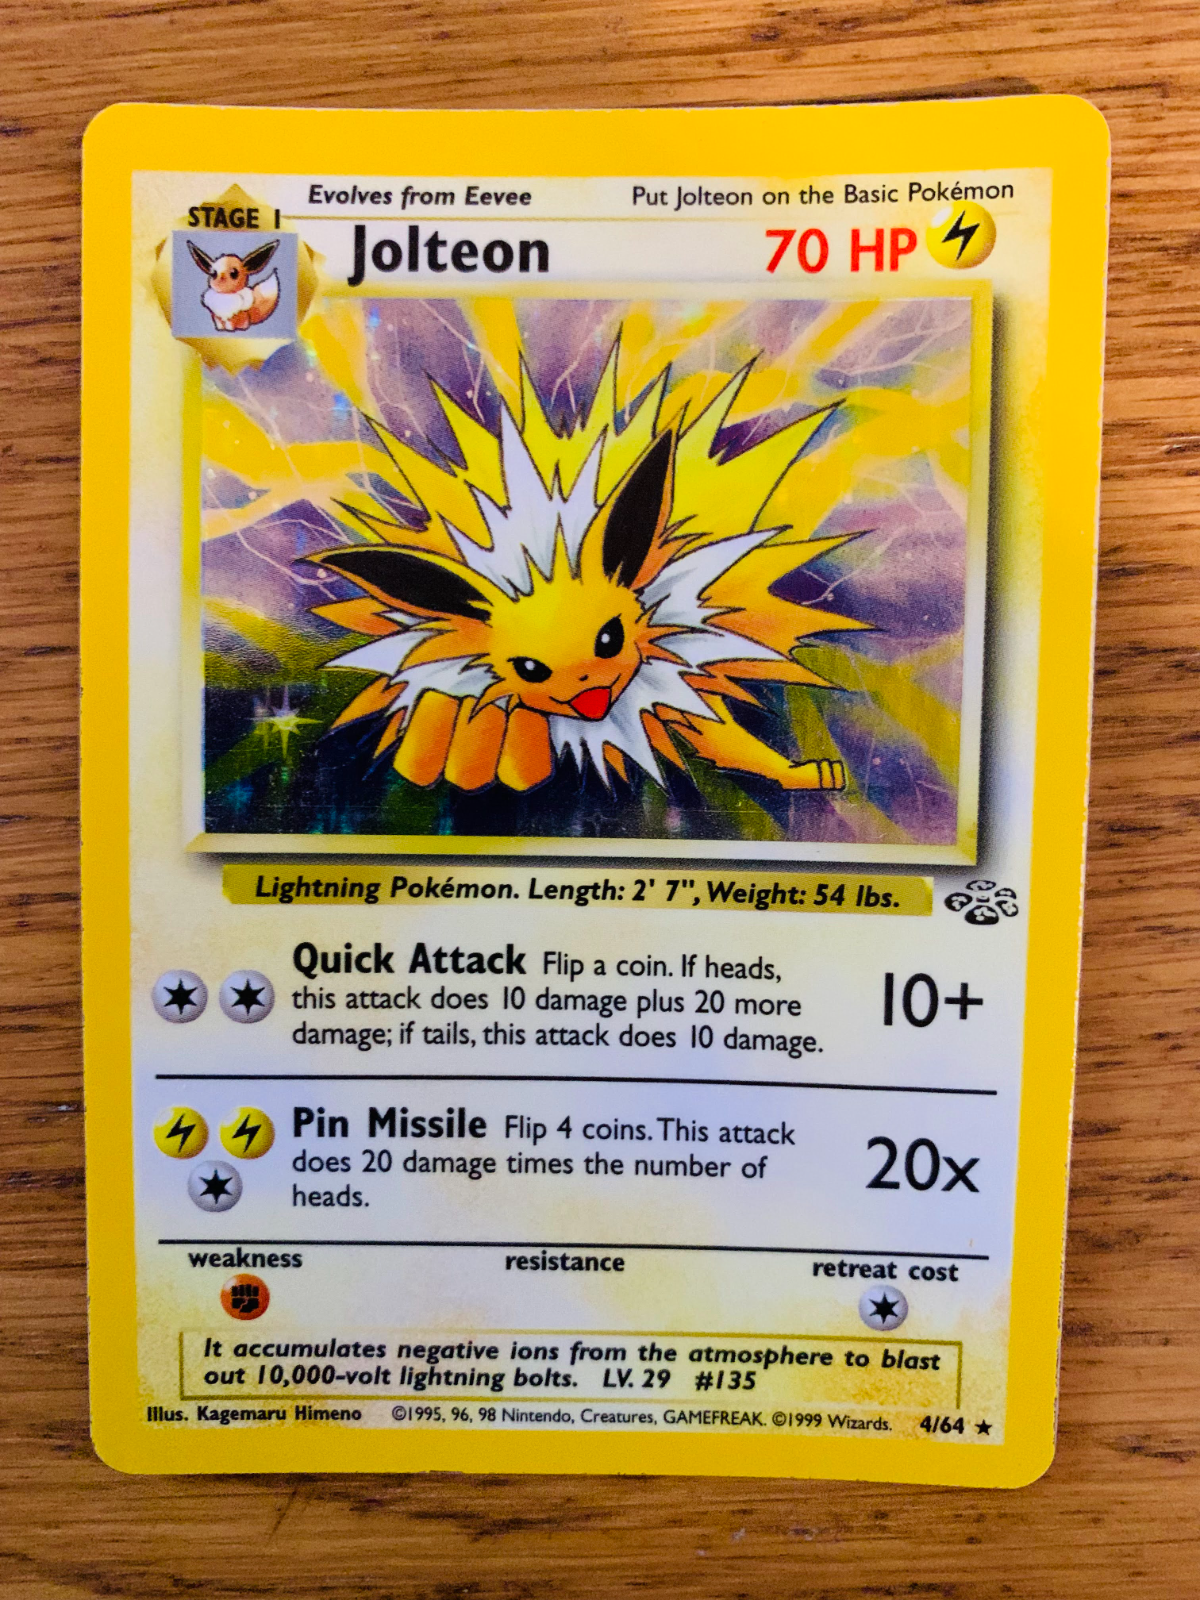 Evolves from Eevee
Put Jolteon on the Basic Pokémon
STAGE 1
Jolteon
70 HP
Lightning Pokémon. Length: 2' 7", Weight: 54 lbs.
Quick Attack Flip a coin. If heads,
this attack does 10 damage plus 20 more
damage; if tails, this attack does 10 damage.
10+
Pin Missile Flip 4 coins. This attack
does 20 damage times the number of
heads.
20x
weakness
resistance
retreat cost
It accumulates negative ions from the atmosphere to blast
out 10,000-volt lightning bolts. LV. 29 #135
Illus. Kagemaru Himeno ©1995, 96, 98 Nintendo, Creatures, GAMEFREAK. ©1999 Wizards. 4/64 ★